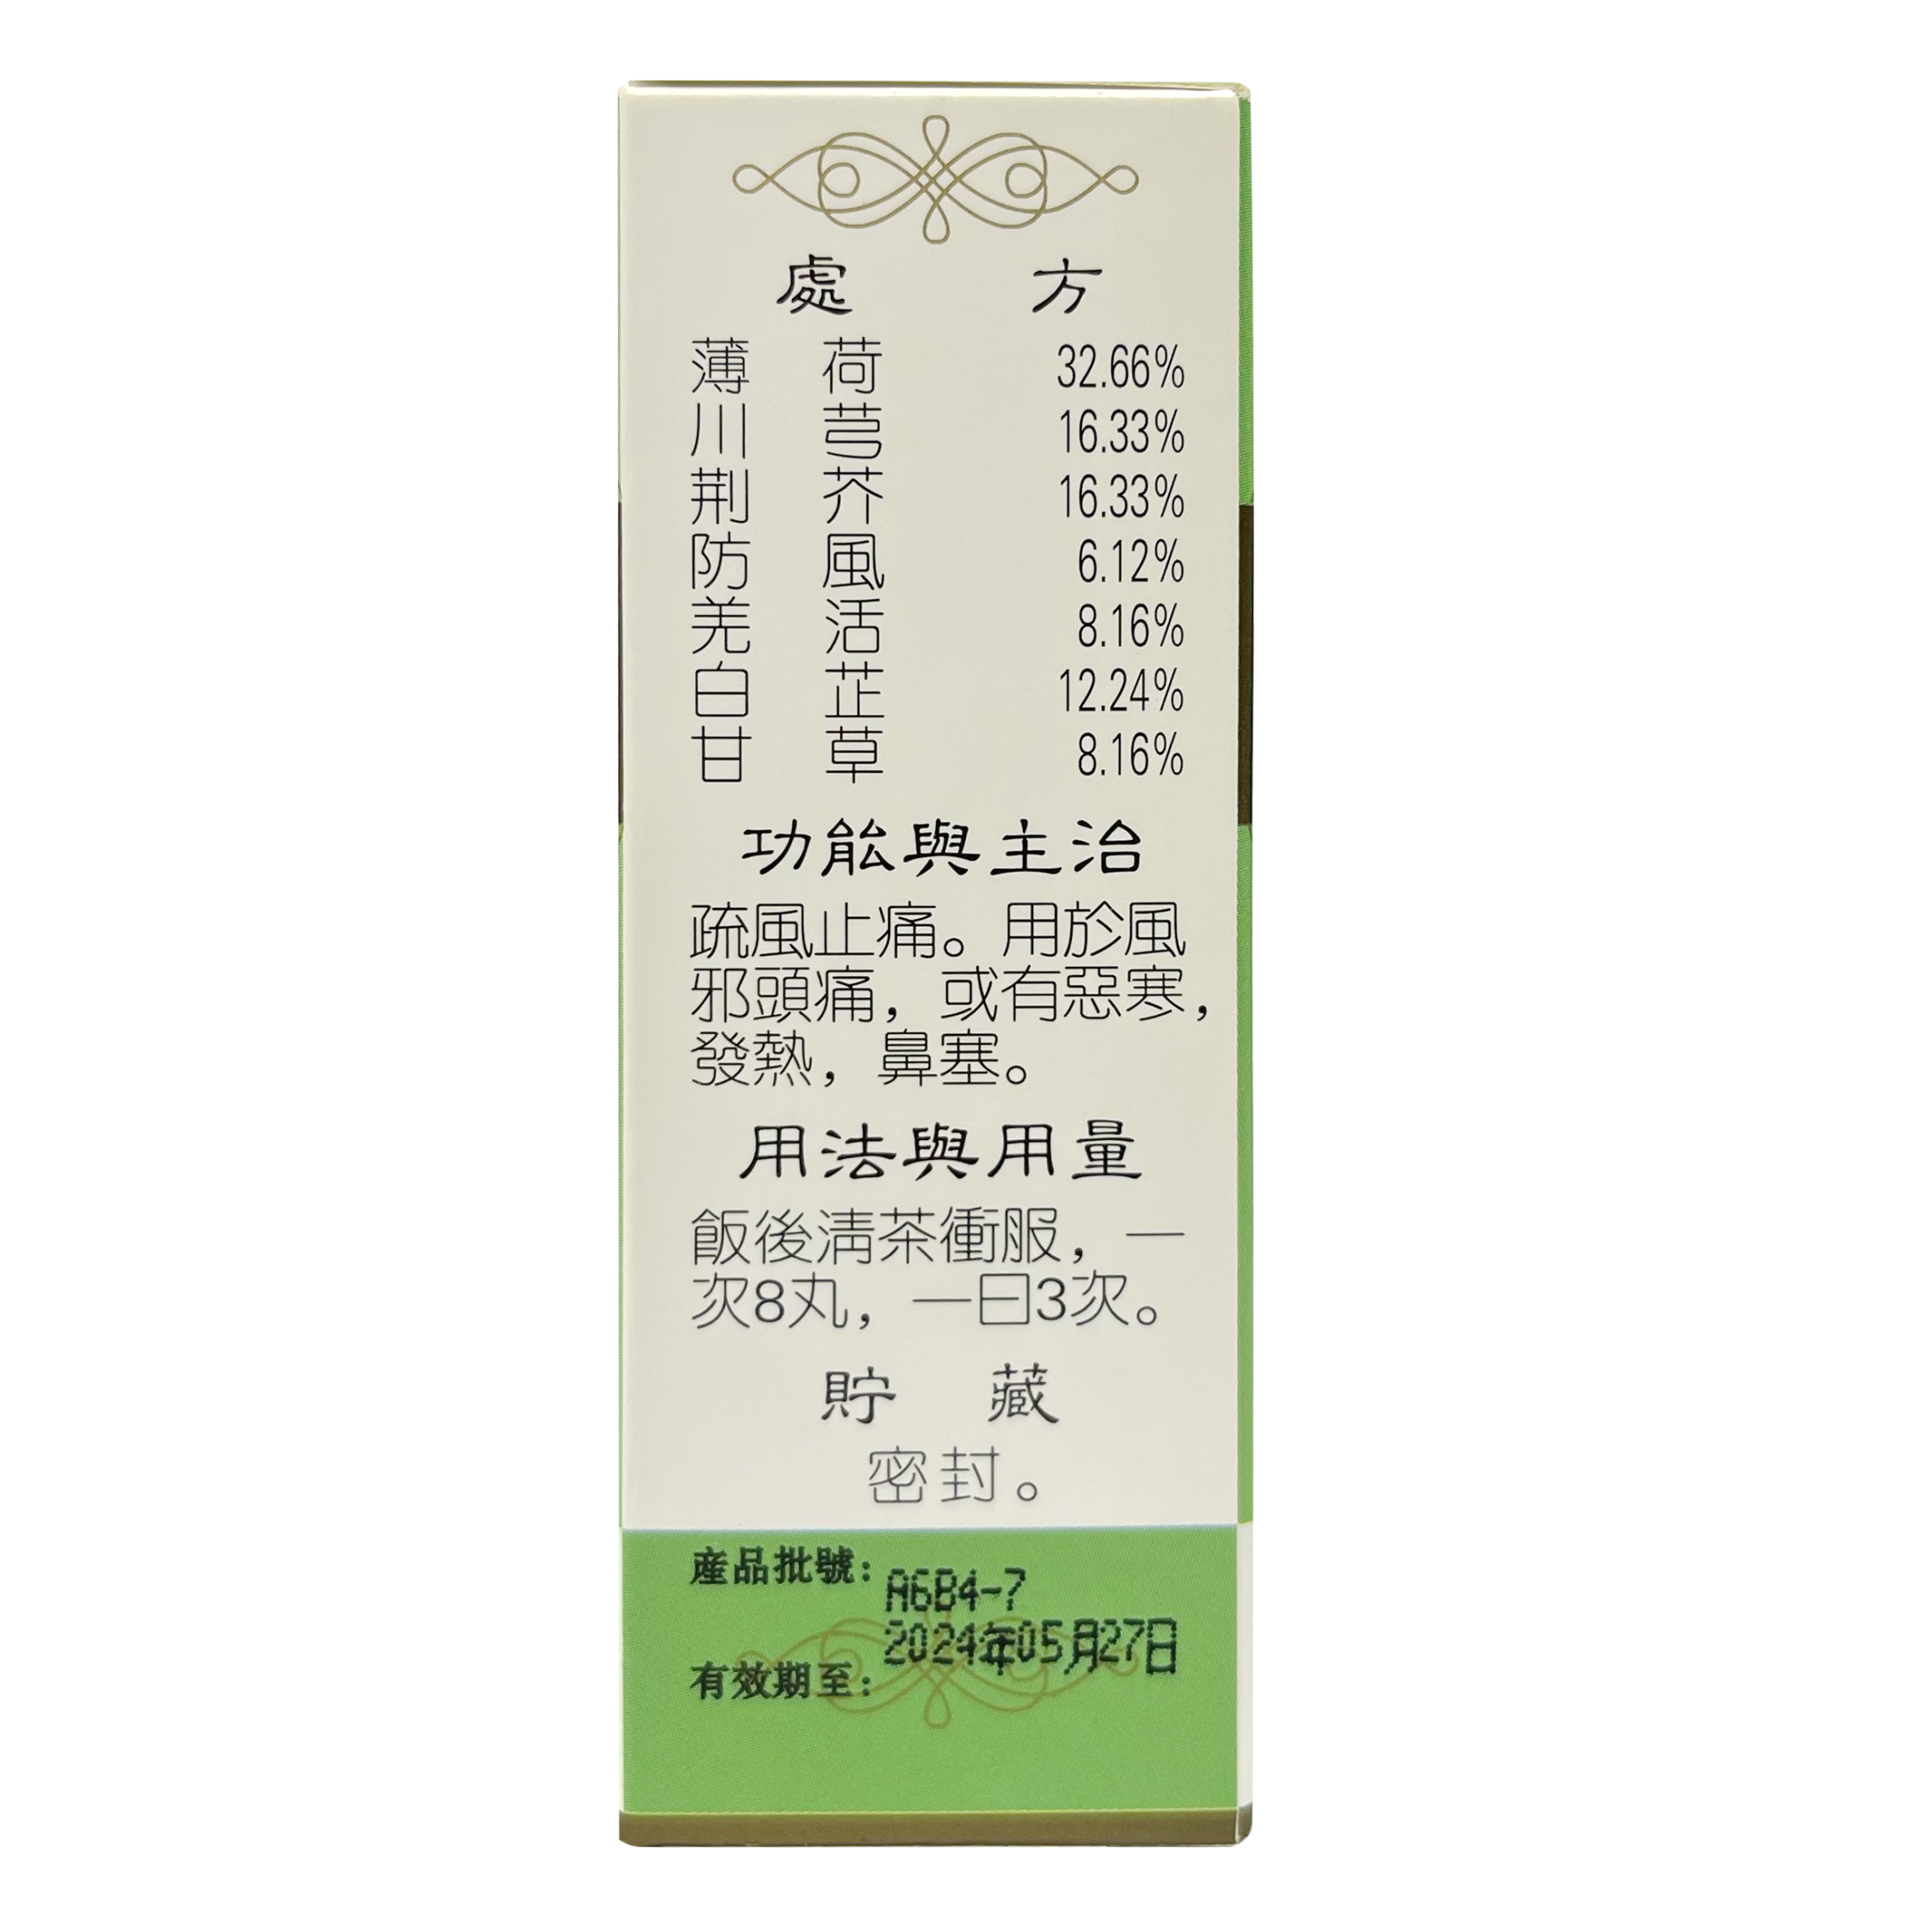 處 方
薄 荷 32.66%
川 芎 16.33%
荆 芥 16.33%
防 風 6.12%
羌 活 8.16%
白 芷 12.24%
甘 草 8.16%
功能與主治
疏風止痛。用於風
邪頭痛，或有惡寒，
發熱，鼻塞。
用法與用量
飯後清茶衝服，一
次8丸，一日3次。
貯 藏
密封。
産品批號：A6B4-7
2024年05月27日
有效期至：